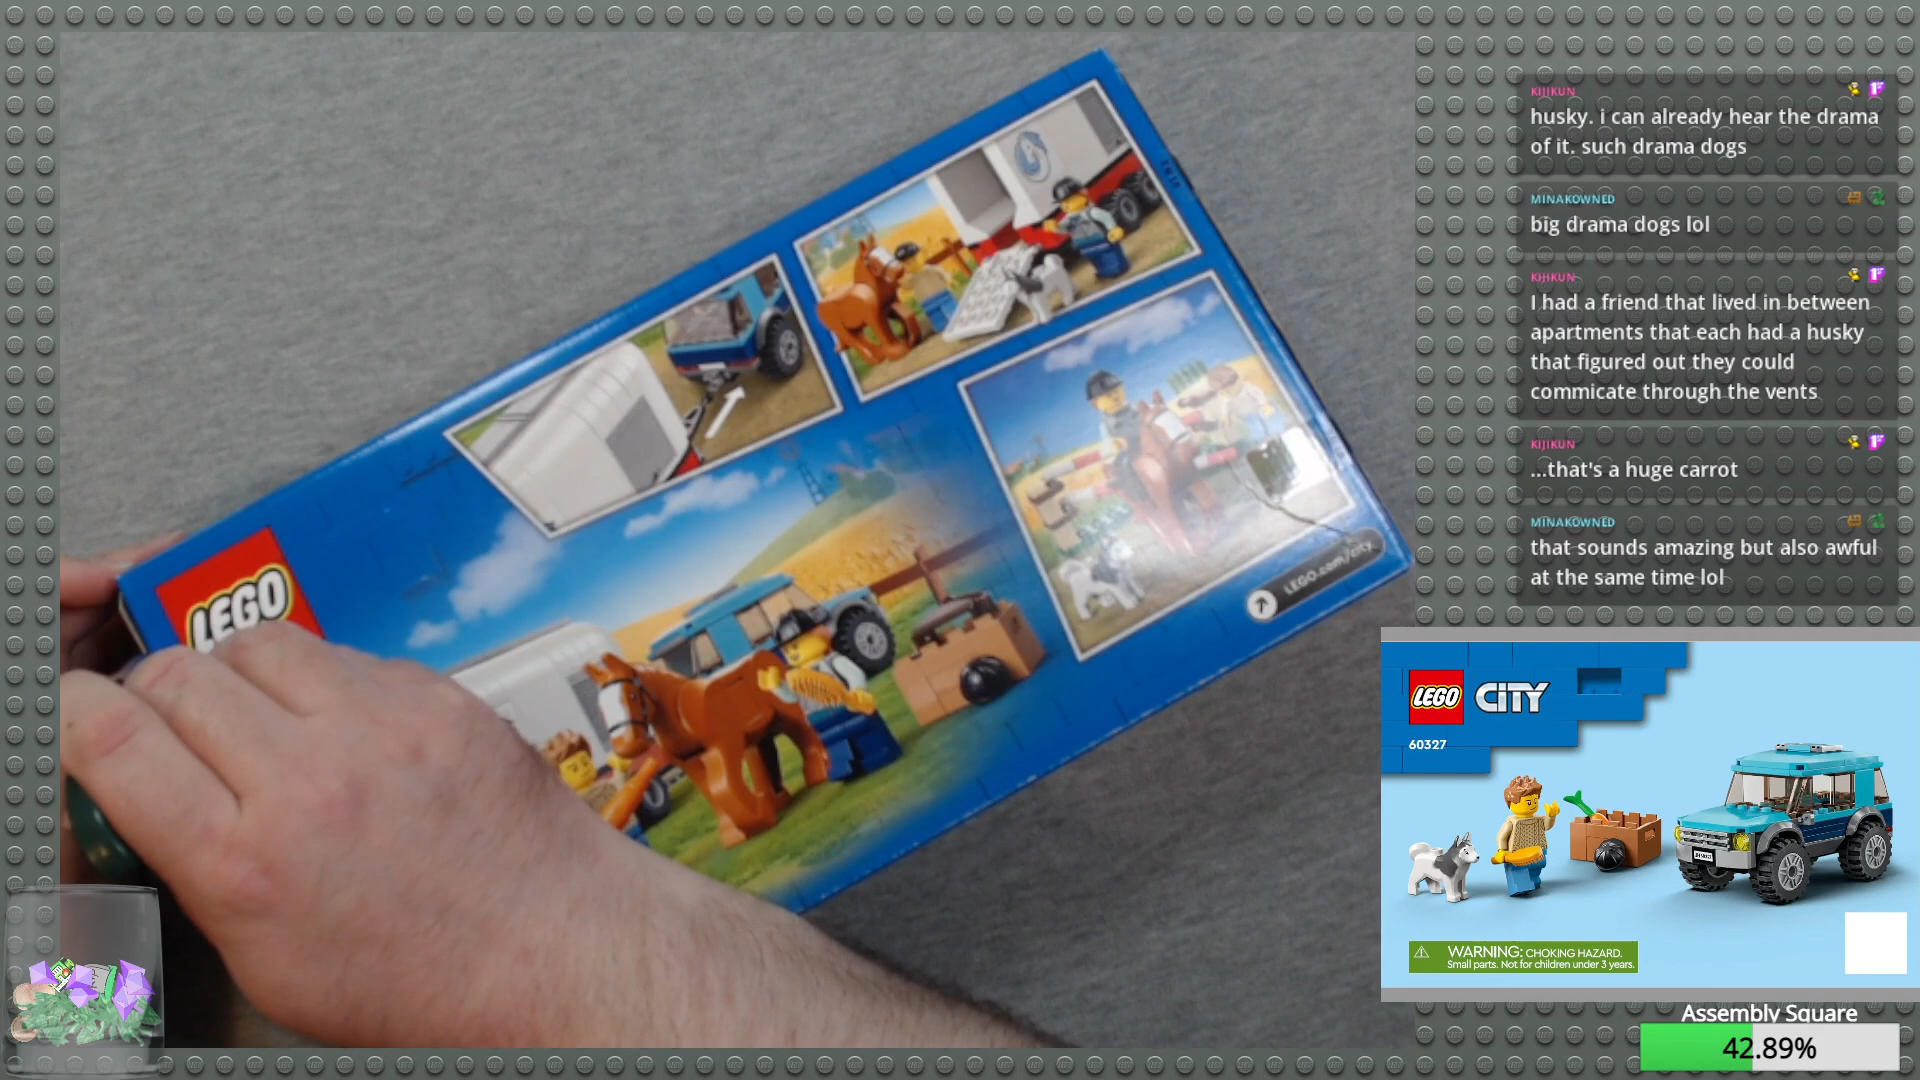 KIJIKUN
husky. i can already hear the drama
of it. such drama dogs
MINAKOWNED
big drama dogs lol
KIJIKUN
I had a friend that lived in between
apartments that each had a husky
that figured out they could
commicate through the vents
KIJIKUN
...that's a huge carrot
MINAKOWNED
that sounds amazing but also awful
at the same time lol
LEGO
LEGO.com/city
LEGO CITY
60327
WARNING: CHOKING HAZARD.
Small parts. Not for children under 3 years.
Assembly Square
42.89%